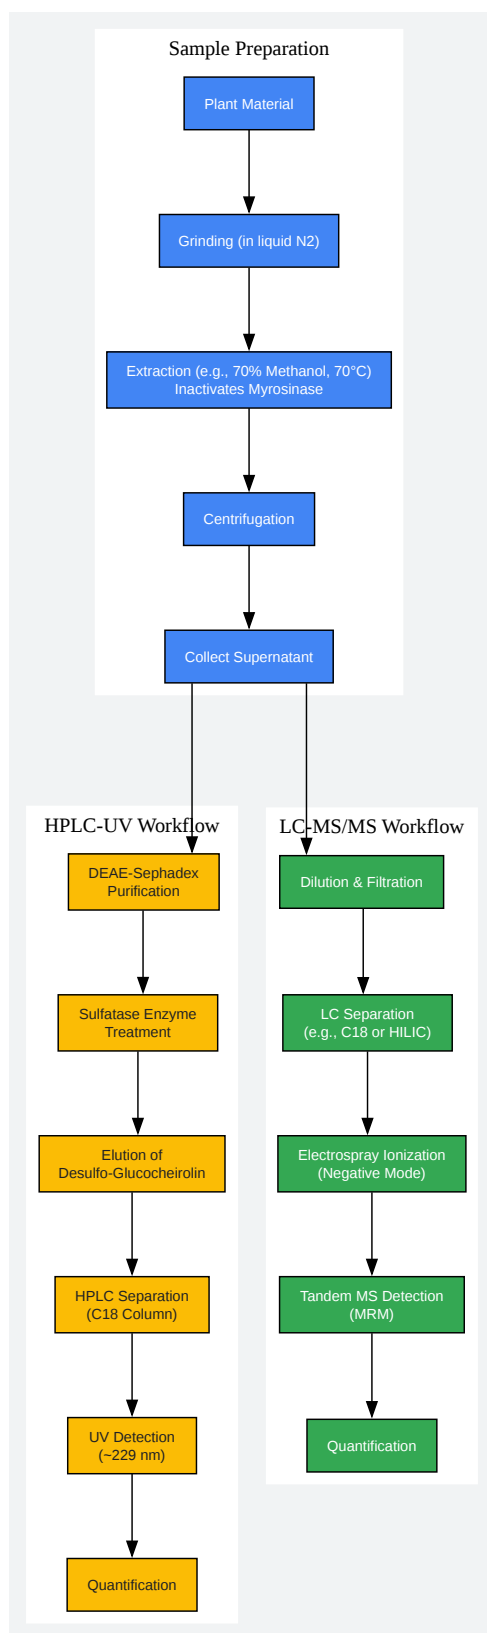 Sample Preparation
Plant Material
Grinding (in liquid N2)
Extraction (e.g., 70% Methanol, 70°C)
Inactivates Myrosinase
Centrifugation
Collect Supernatant
HPLC-UV Workflow
DEAE-Sephadex
Purification
Sulfatase Enzyme
Treatment
Elution of
Desulfo-Glucocheirolin
HPLC Separation
(C18 Column)
UV Detection
(~229 nm)
Quantification
LC-MS/MS Workflow
Dilution & Filtration
LC Separation
(e.g., C18 or HILIC)
Electrospray Ionization
(Negative Mode)
Tandem MS Detection
(MRM)
Quantification